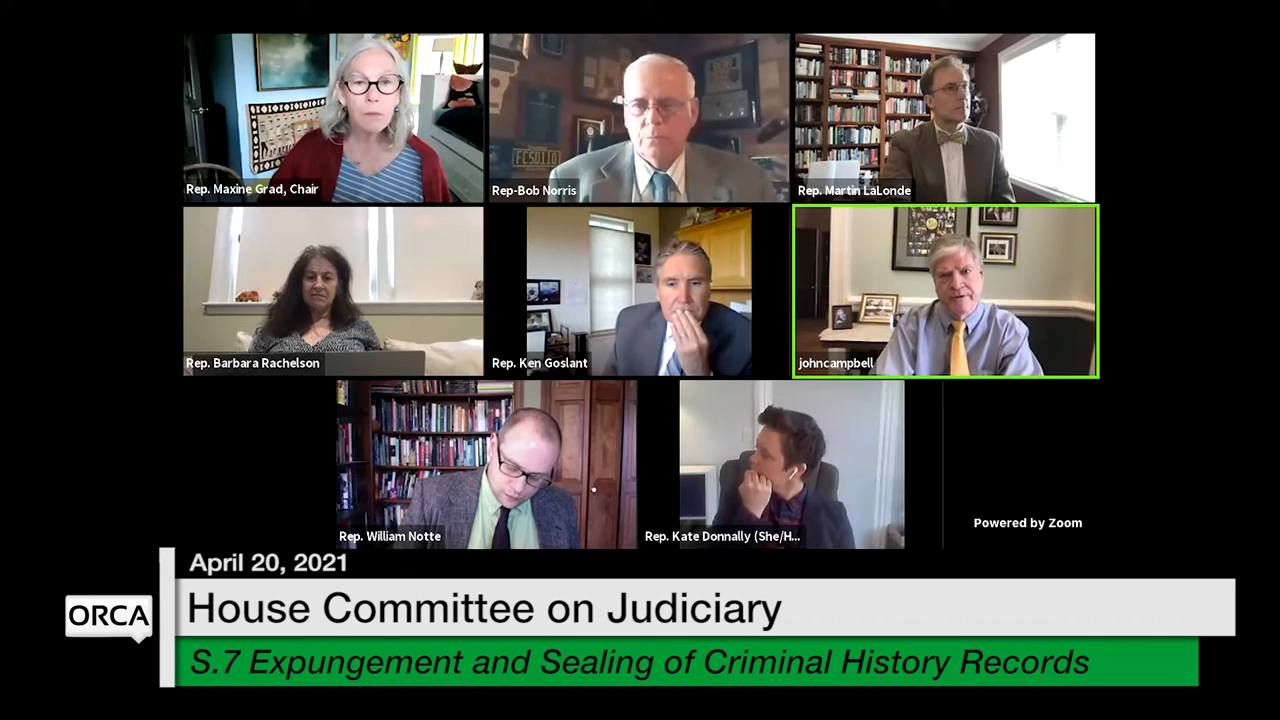 Rep. Maxine Grad, Chair
FCSD110
Rep-Bob Norris
Rep. Martin LaLonde
Rep. Barbara Rachelson
Rep. Ken Goslant
johncampbell
Rep. William Notte
Rep. Kate Donnally (She/H...
Powered by Zoom
April 20, 2021
ORCA
House Committee on Judiciary
S.7 Expungement and Sealing of Criminal History Records